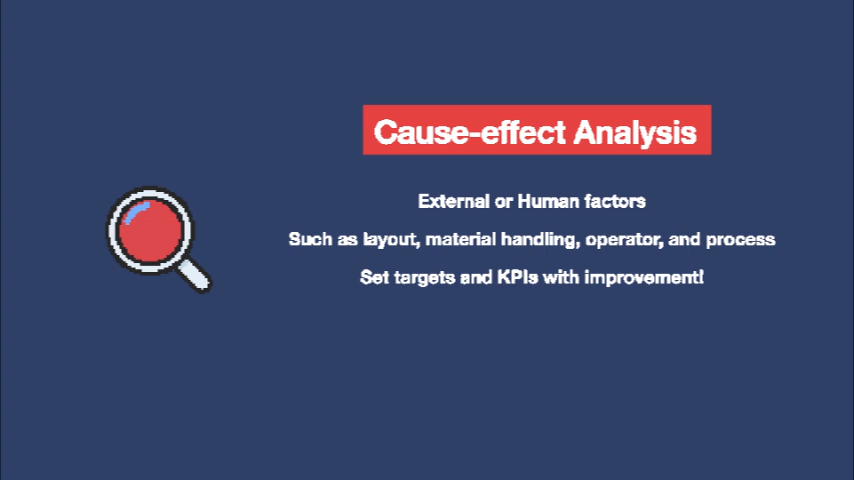 Cause-effect Analysis
External or Human factors
Such as layout, material handling, operator, and process
Set targets and KPIs with improvement!